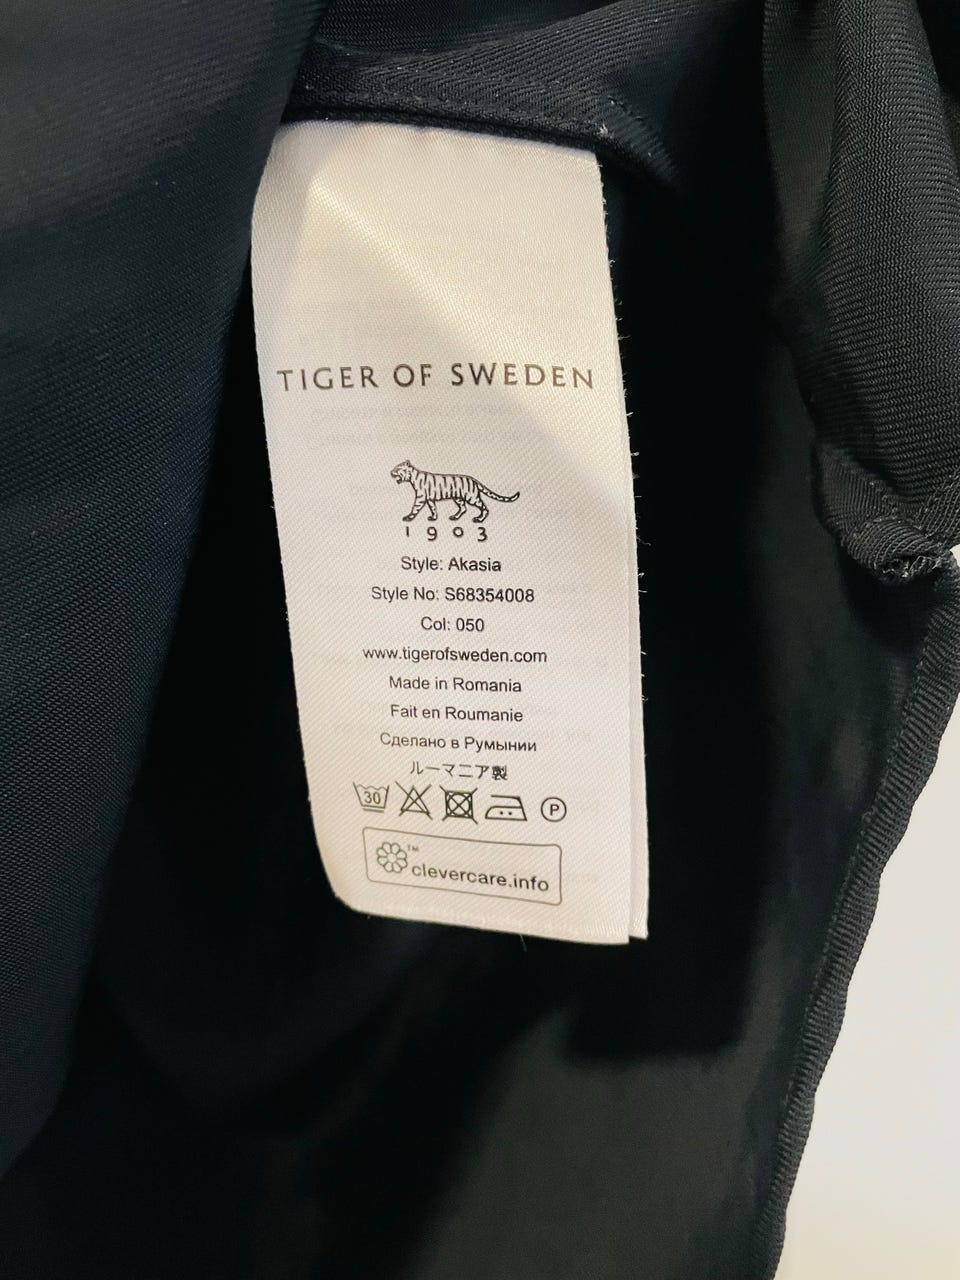 TIGER OF SWEDEN
1903
Style: Akasia
Style No: S68354008
Col: 050
www.tigerofsweden.com
Made in Romania
Fait en Roumanie
Сделано в Румынии
ルーマニア製
30 P
™ clevercare.info